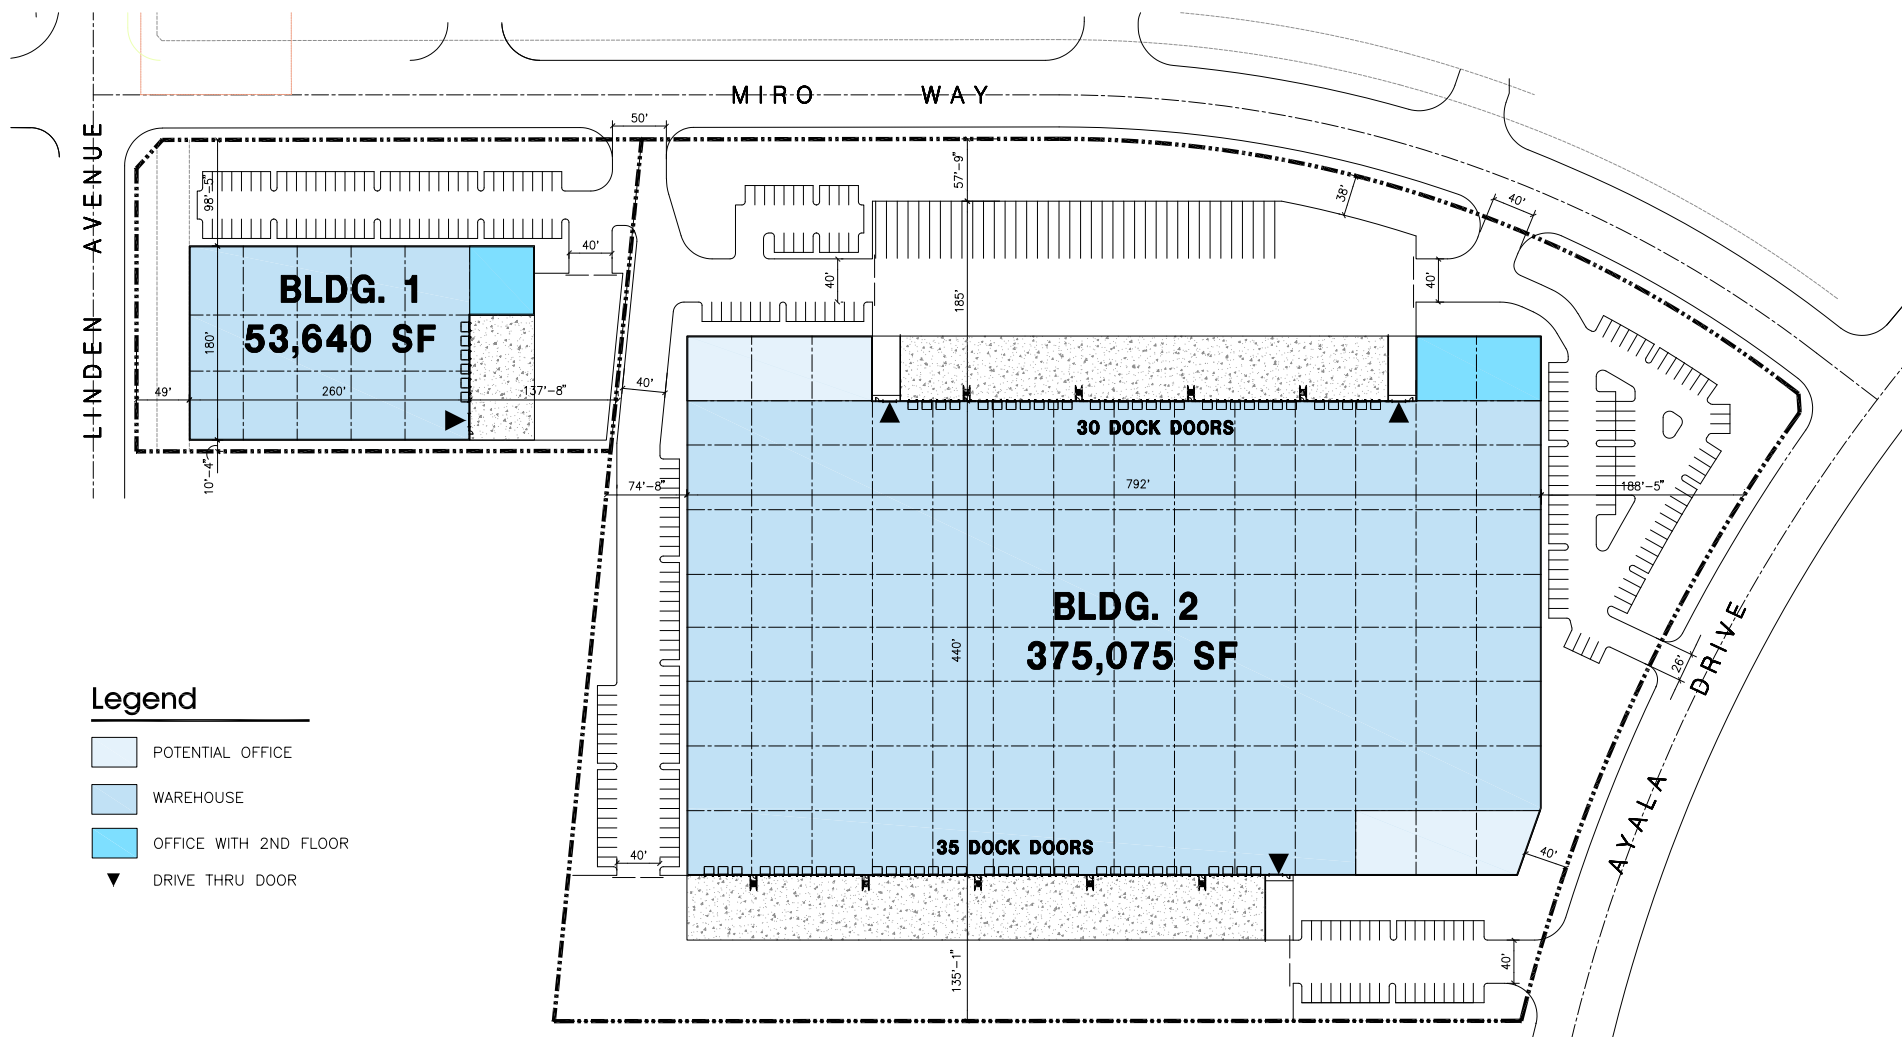 MIRO WAY
LINDEN AVENUE
AYALA DRIVE
50'
98'-5"
40'
BLDG. 1
53,640 SF
180'
49'
260'
137'-8"
10'-4"
40'
57'-9"
38'
40'
40'
185'
40'
30 DOCK DOORS
74'-8"
792'
188'-5"
BLDG. 2
375,075 SF
440'
26'
35 DOCK DOORS
40'
40'
135'-1"
40'
Legend
POTENTIAL OFFICE
WAREHOUSE
OFFICE WITH 2ND FLOOR
DRIVE THRU DOOR